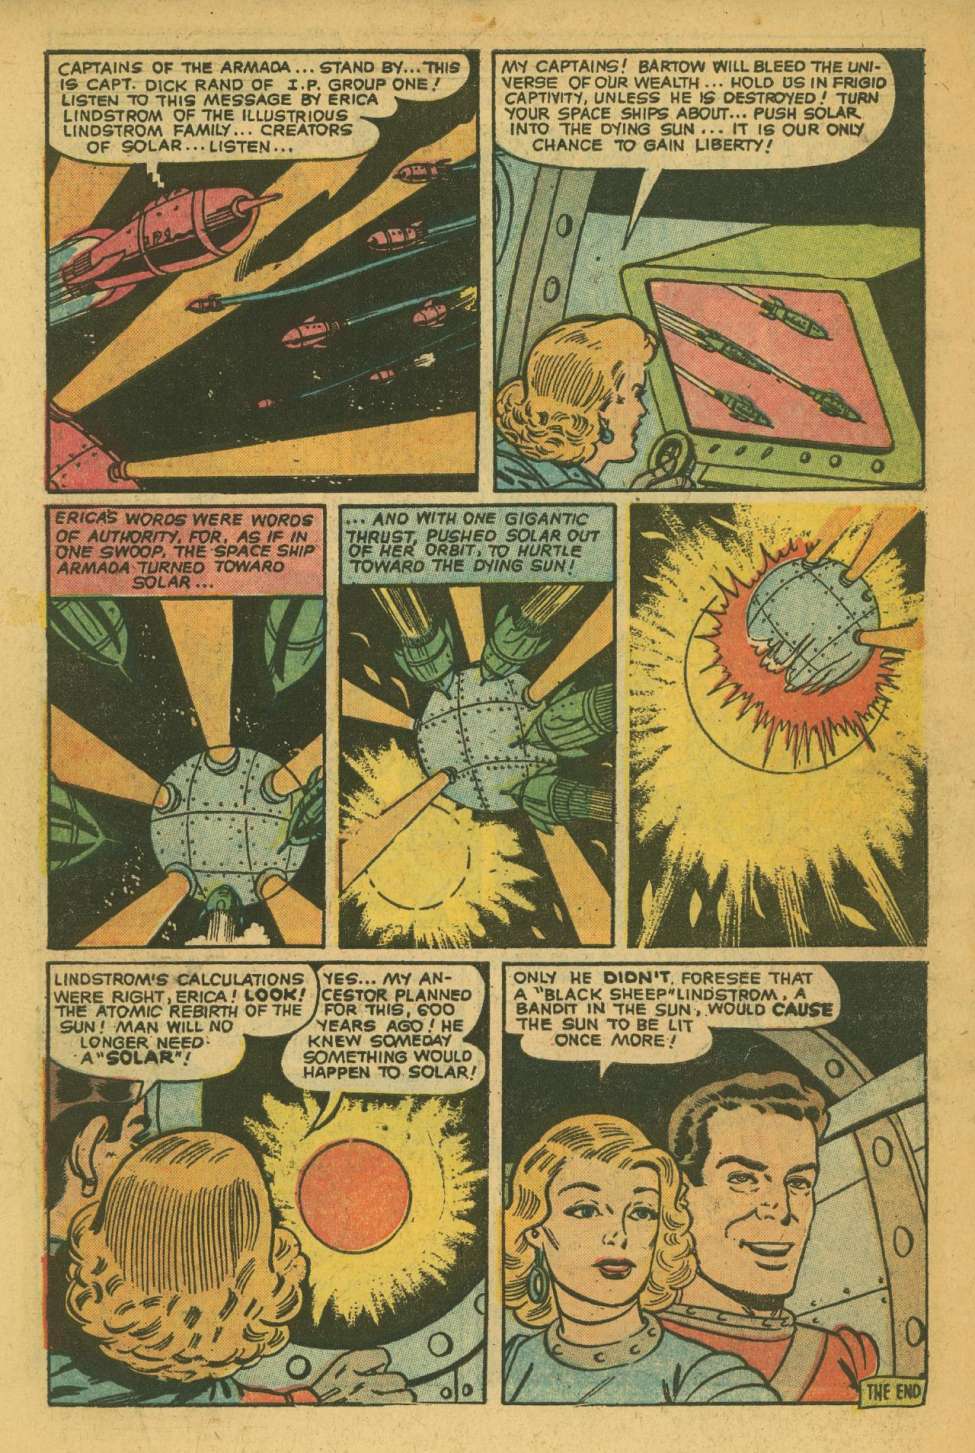 CAPTAINS OF THE ARMADA... STAND BY... THIS
IS CAPT. DICK RAND OF I.P. GROUP ONE!
LISTEN TO THIS MESSAGE BY ERICA
LINDSTROM OF THE ILLUSTRIOUS
LINDSTROM FAMILY... CREATORS
OF SOLAR... LISTEN...
MY CAPTAINS! BARTOW WILL BLEED THE UNI-
VERSE OF OUR WEALTH... HOLD US IN FRIGID
CAPTIVITY, UNLESS HE IS DESTROYED! TURN
YOUR SPACE SHIPS ABOUT... PUSH SOLAR
INTO THE DYING SUN... IT IS OUR ONLY
CHANCE TO GAIN LIBERTY!
ERICA'S WORDS WERE WORDS
OF AUTHORITY, FOR, AS IF IN
ONE SWOOP, THE SPACE SHIP
ARMADA TURNED TOWARD
SOLAR...
... AND WITH ONE GIGANTIC
THRUST, PUSHED SOLAR OUT
OF HER ORBIT, TO HURTLE
TOWARD THE DYING SUN!
LINDSTROM'S CALCULATIONS
WERE RIGHT, ERICA! LOOK!
THE ATOMIC REBIRTH OF THE
SUN! MAN WILL NO
LONGER NEED
A "SOLAR"!
YES... MY AN-
CESTOR PLANNED
FOR THIS, 600
YEARS AGO! HE
KNEW SOMEDAY
SOMETHING WOULD
HAPPEN TO SOLAR!
ONLY HE DIDN'T FORESEE THAT
A "BLACK SHEEP" LINDSTROM, A
BANDIT IN THE SUN, WOULD CAUSE
THE SUN TO BE LIT
ONCE MORE!
THE END